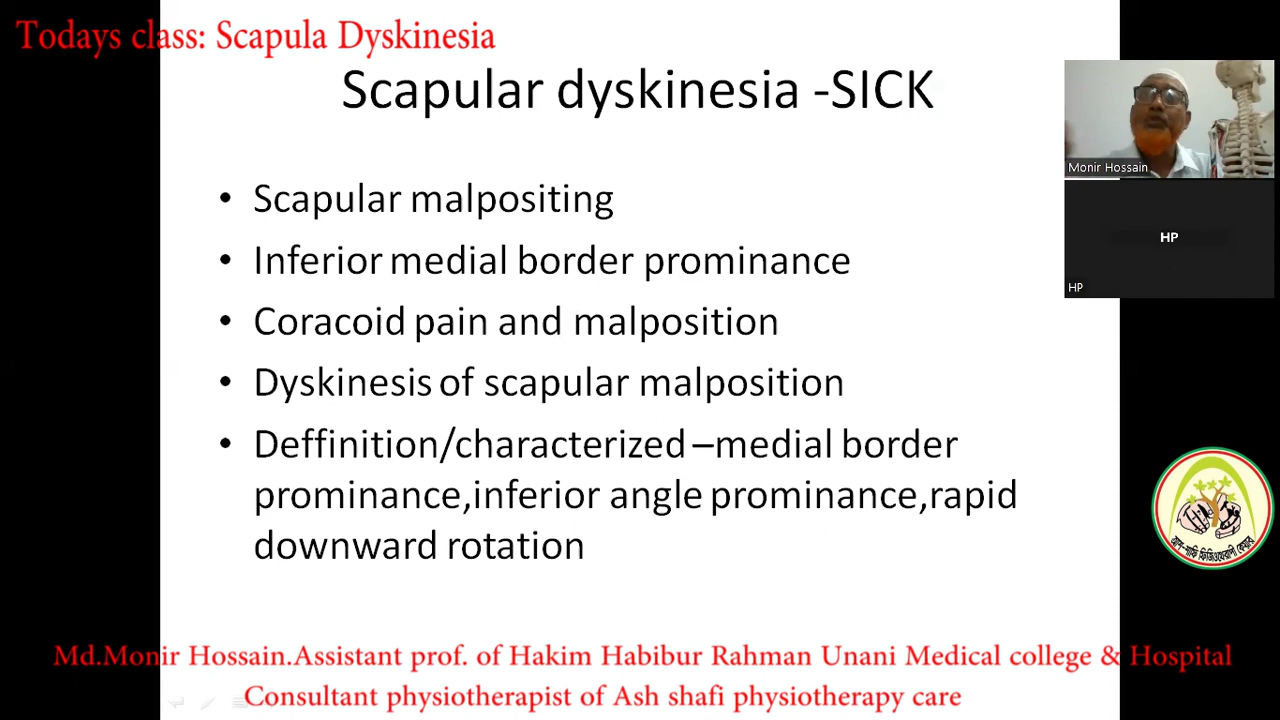 Todays class: Scapula Dyskinesia
Scapular dyskinesia -SICK
• Scapular malpositing
• Inferior medial border prominance
• Coracoid pain and malposition
• Dyskinesis of scapular malposition
• Deffinition/characterized –medial border
prominance,inferior angle prominance,rapid
downward rotation
Monir Hossain
HP
HP
আশ-শাফি ফিজিওথেরাপী কেয়ার
Md.Monir Hossain.Assistant prof. of Hakim Habibur Rahman Unani Medical college & Hospital
Consultant physiotherapist of Ash shafi physiotherapy care